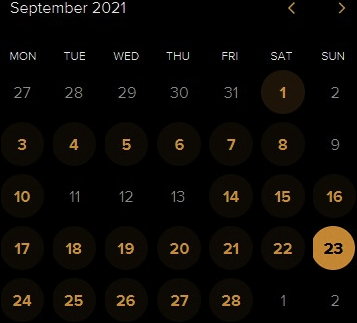 September 2021
MON TUE WED THU FRI SAT SUN
27 28 29 30 31 1 2
3 4 5 6 7 8 9
10 11 12 13 14 15 16
17 18 19 20 21 22 23
24 25 26 27 28 1 2